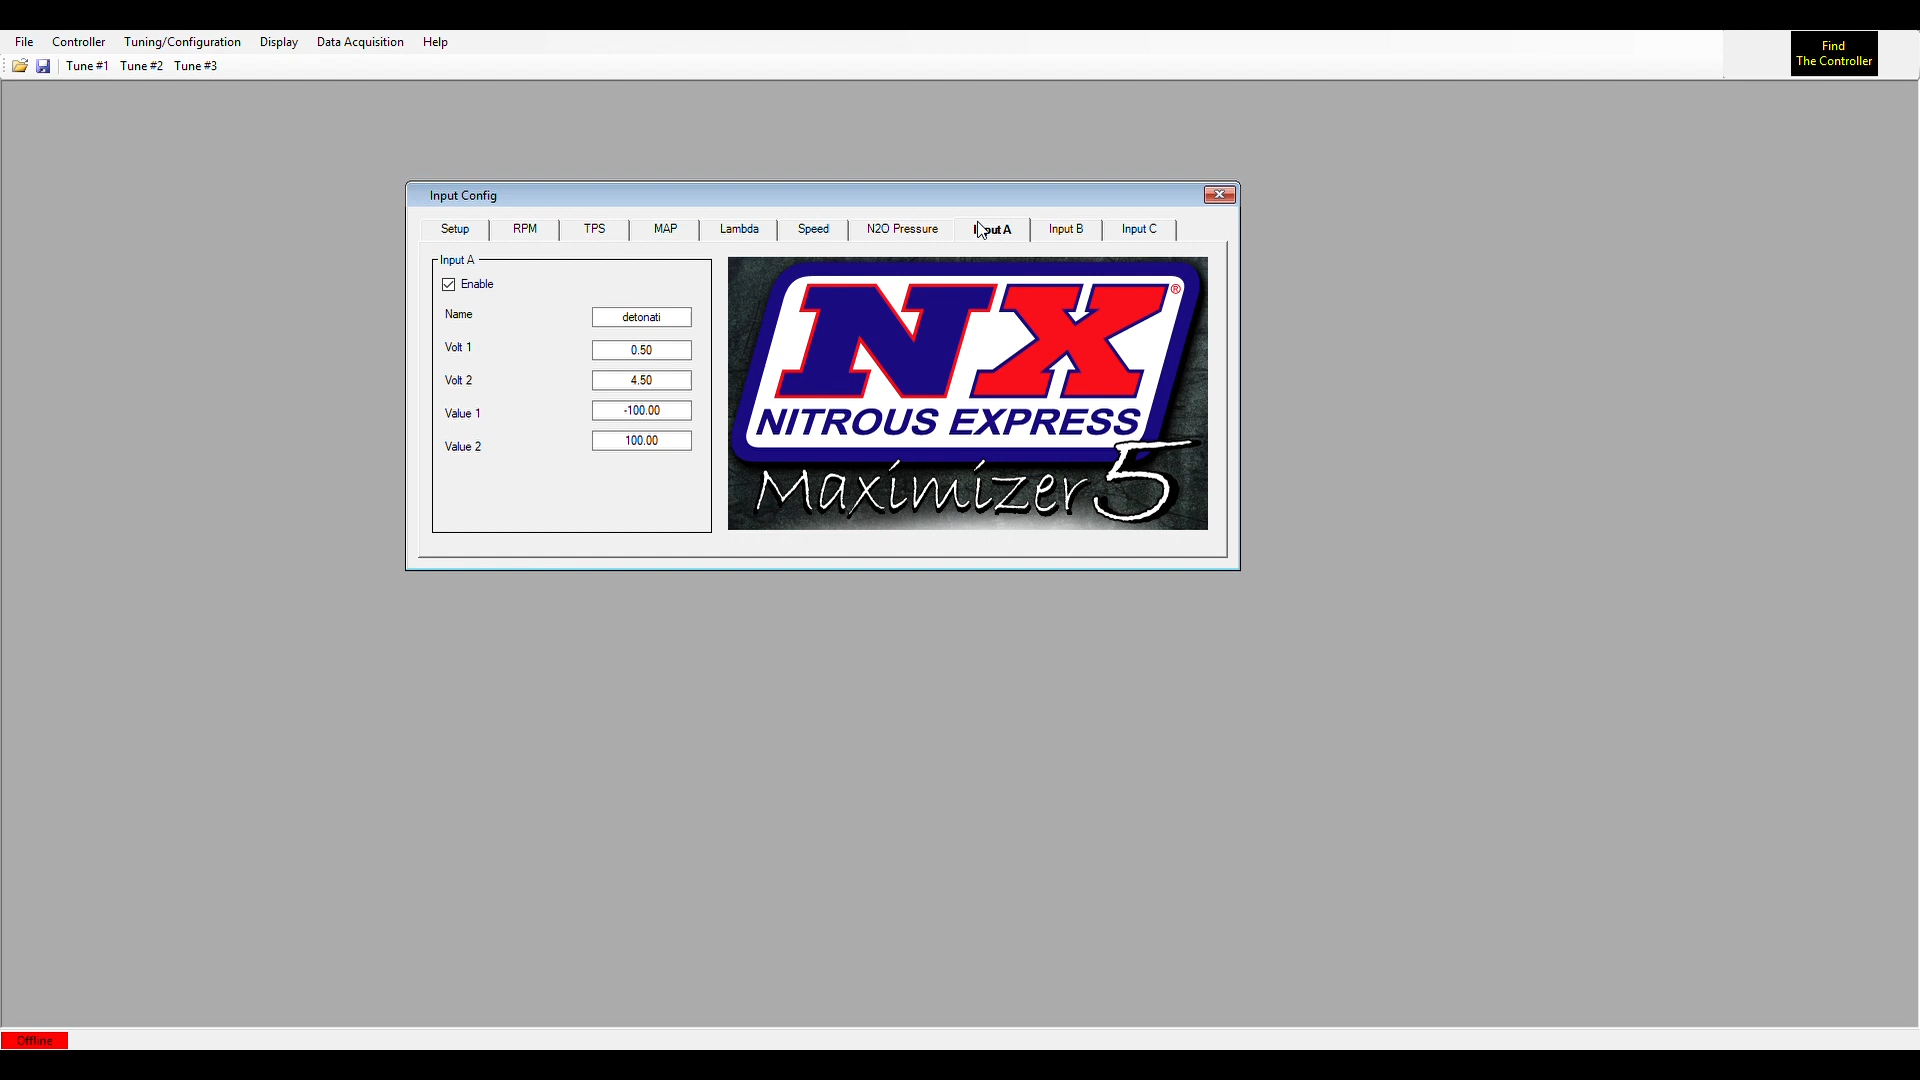 File Controller Tuning/Configuration Display Data Acquisition Help
Find
The Controller
Tune #1 Tune #2 Tune #3
Input Config
Setup RPM TPS MAP Lambda Speed N2O Pressure Input A Input B Input C
Input A
Enable
Name detonati
Volt 1 0.50
Volt 2 4.50
Value 1 -100.00
Value 2 100.00
NX®
NITROUS EXPRESS
Maximizer 5
Offline